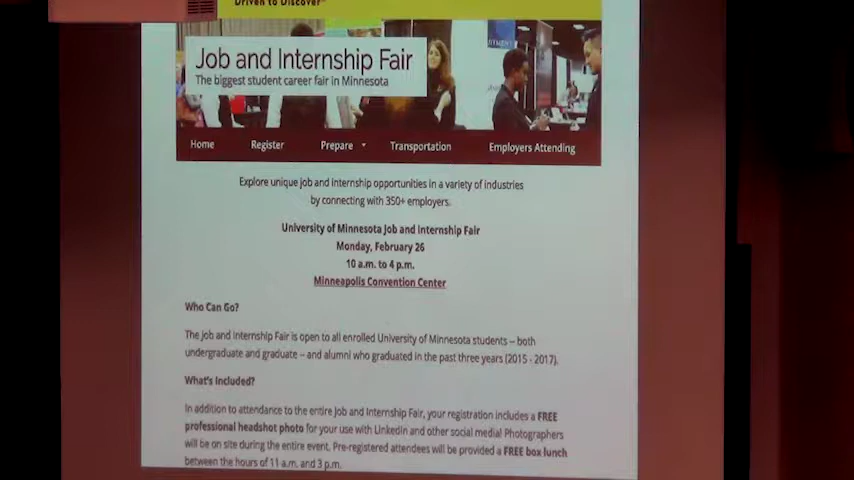 Driven to Discover
Job and Internship Fair
The biggest student career fair in Minnesota
Home Register Prepare Transportation Employers Attending
Explore unique job and internship opportunities in a variety of industries
by connecting with 350+ employers.
University of Minnesota Job and Internship Fair
Monday, February 26
10 a.m. to 4 p.m.
Minneapolis Convention Center
Who Can Go?
The Job and Internship Fair is open to all enrolled University of Minnesota students – both
undergraduate and graduate – and alumni who graduated in the past three years (2015 - 2017).
What's Included?
In addition to attendance to the entire Job and Internship Fair, your registration includes a FREE
professional headshot photo for your use with LinkedIn and other social media! Photographers
will be on site during the entire event. Pre-registered attendees will be provided a FREE box lunch
between the hours of 11 a.m. and 3 p.m.